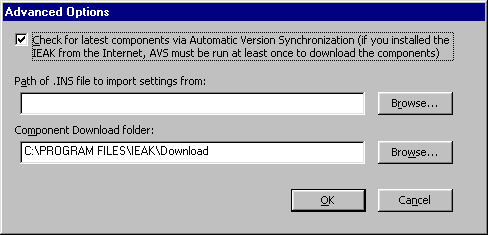 Advanced Options
Check for latest components via Automatic Version Synchronization (if you installed the
IEAK from the Internet, AVS must be run at least once to download the components)
Path of .INS file to import settings from:
Browse...
Component Download folder:
C:\PROGRAM FILES\IEAK\Download
Browse...
OK Cancel